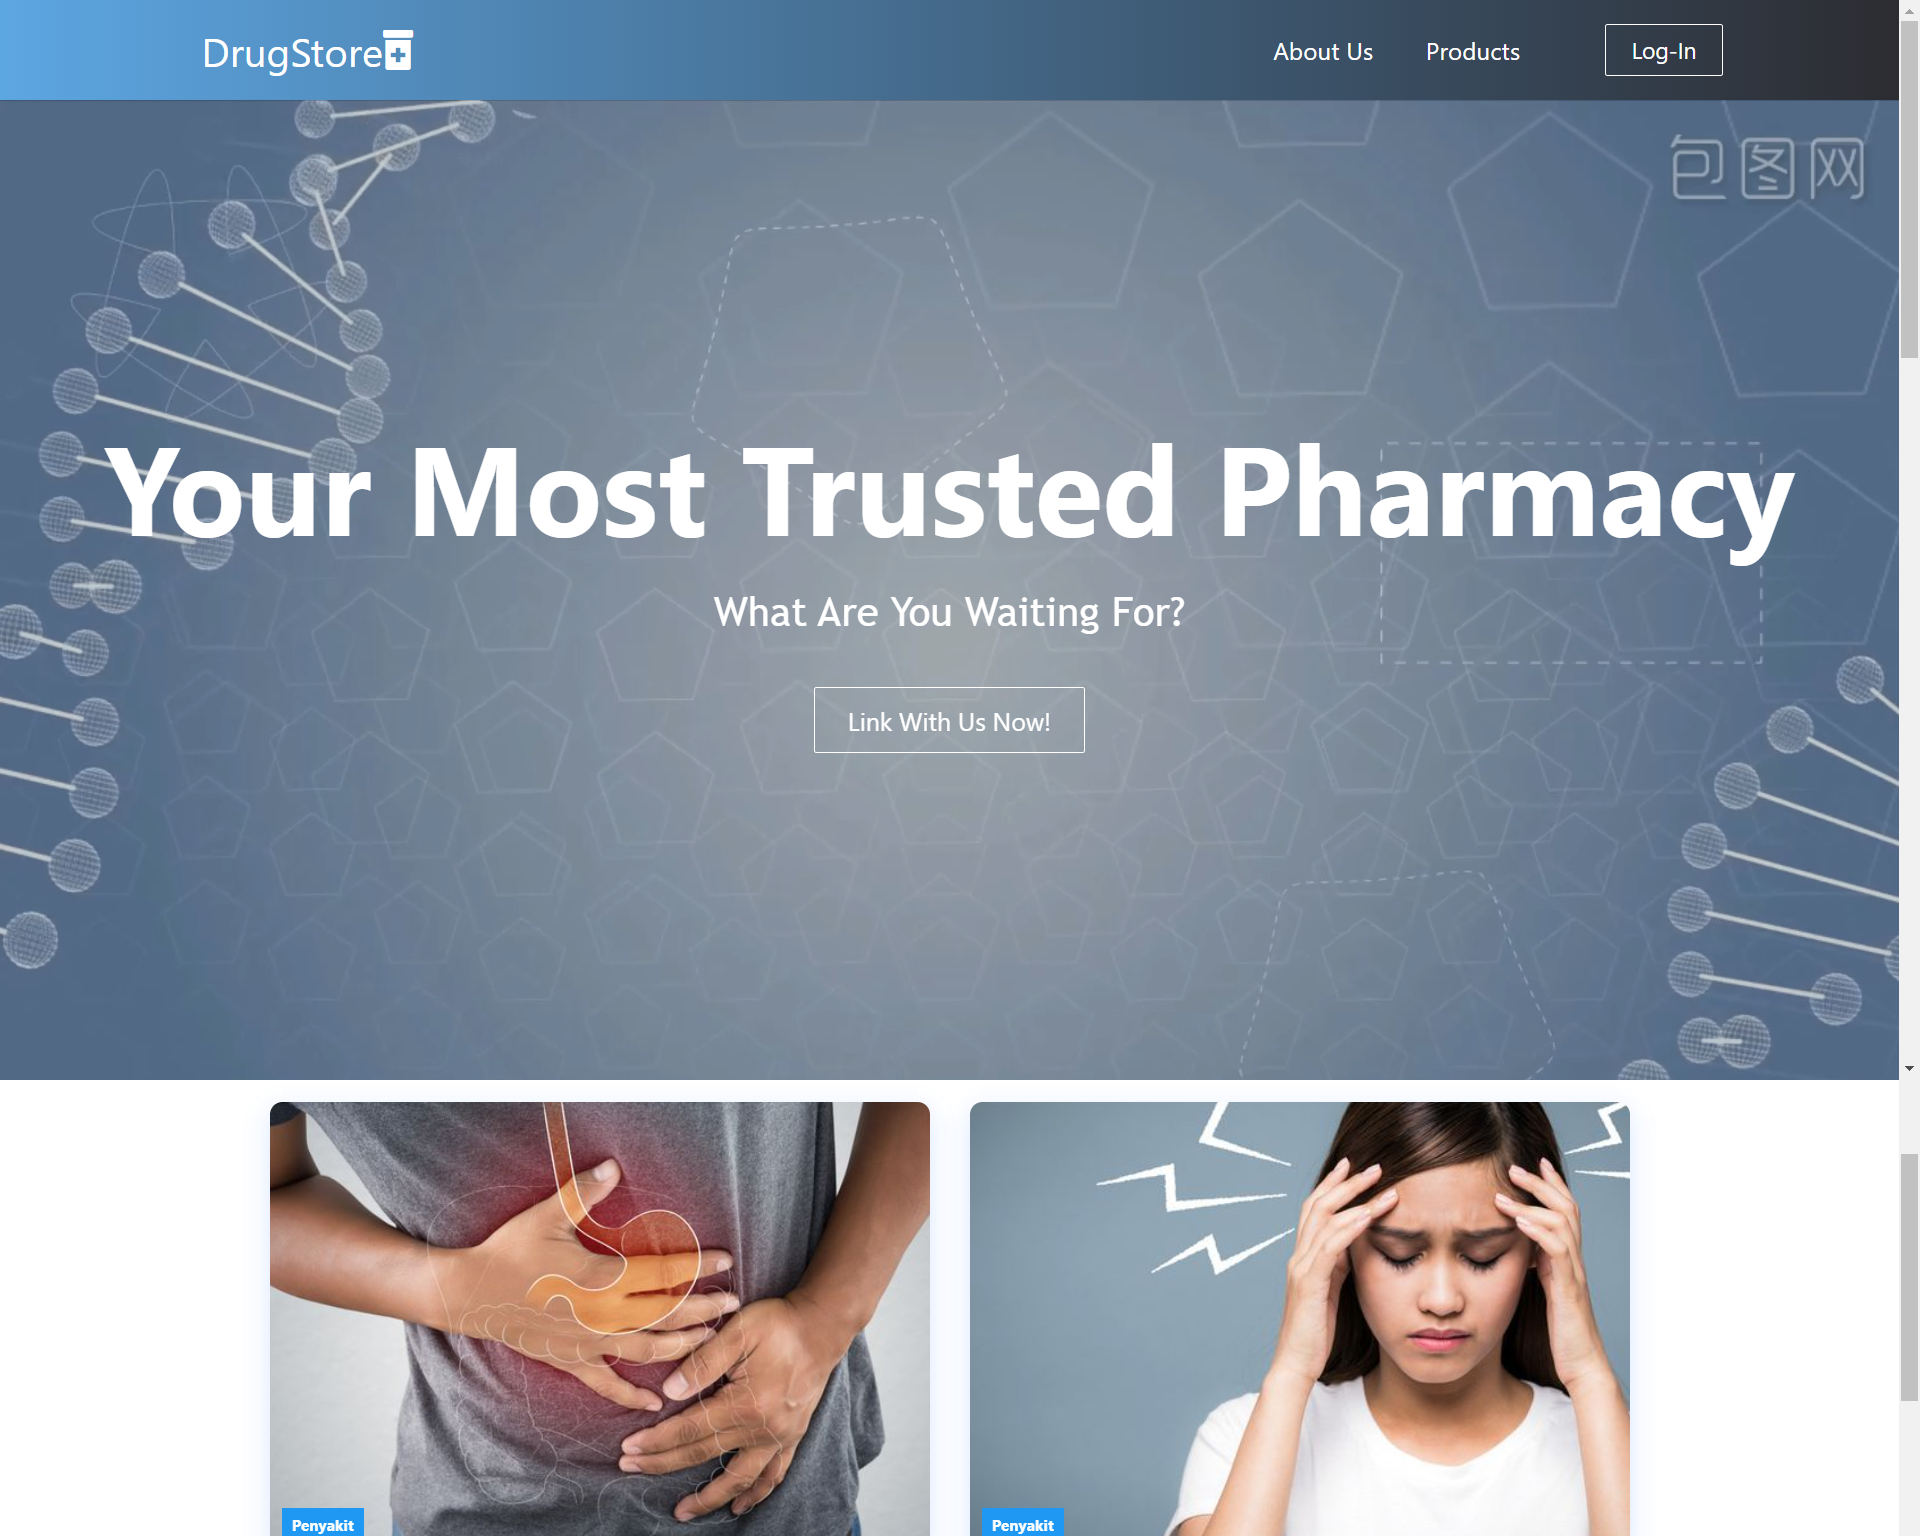 DrugStore
About Us
Products
Log-In
包图网
Your Most Trusted Pharmacy
What Are You Waiting For?
Link With Us Now!
Penyakit
Penyakit